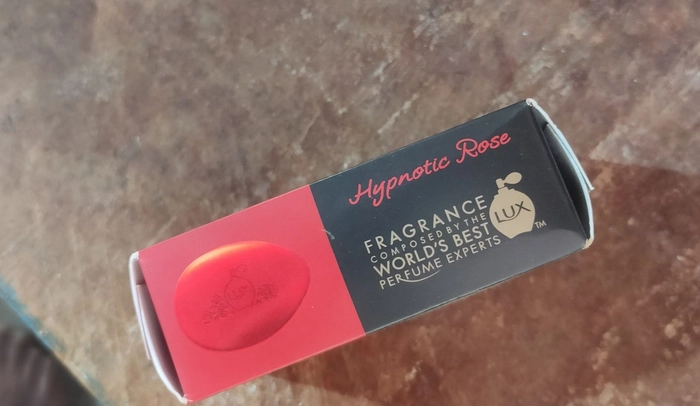 Hypnotic Rose
FRAGRANCE
COMPOSED BY THE
WORLD'S BEST
PERFUME EXPERTS
LUX
TM